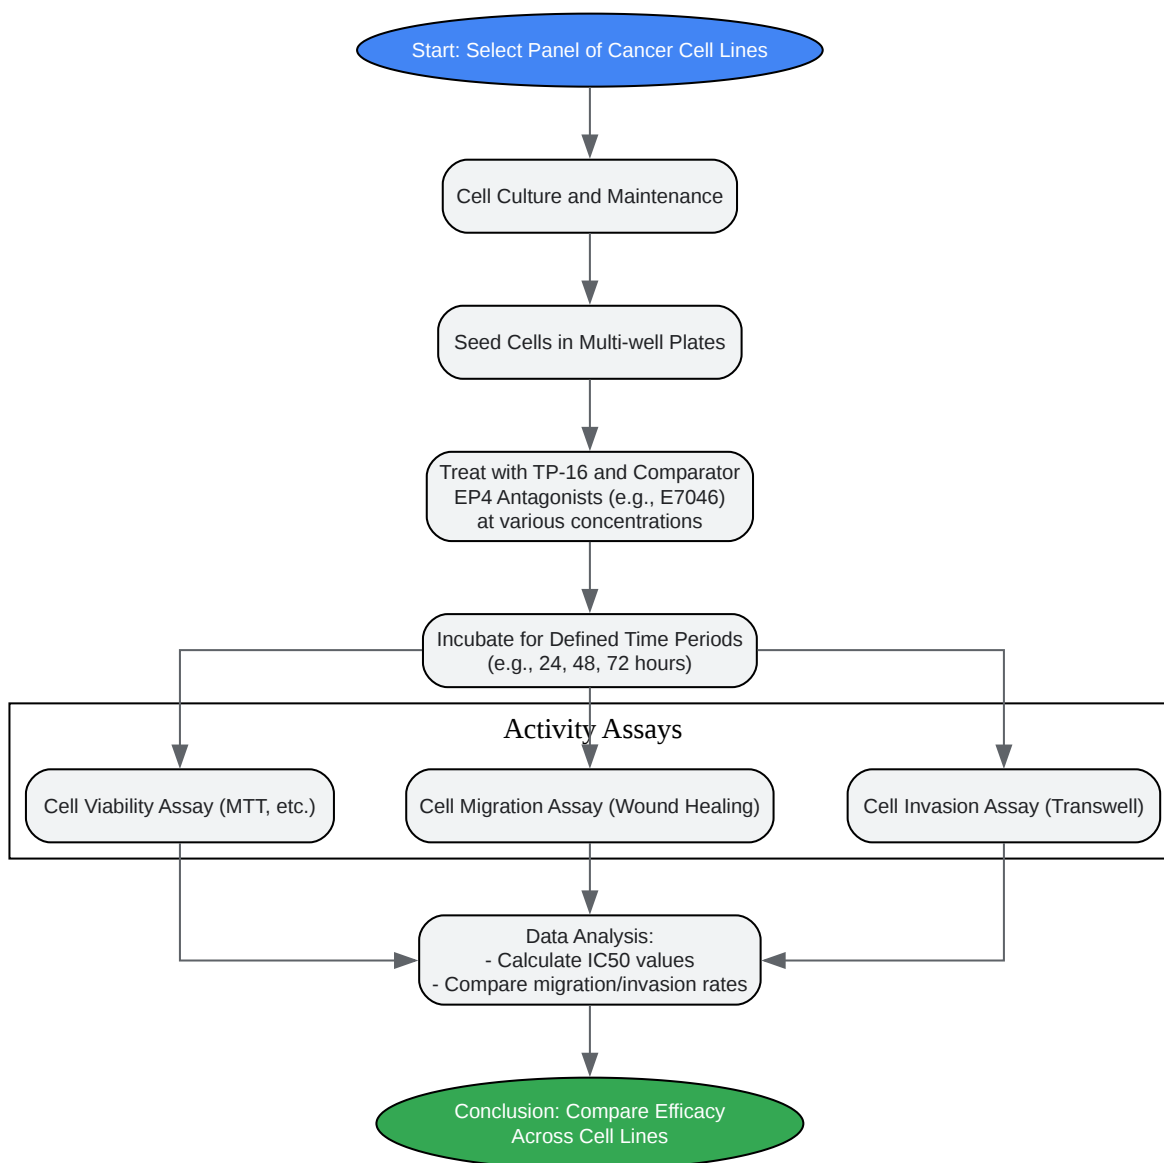 Start: Select Panel of Cancer Cell Lines
Cell Culture and Maintenance
Seed Cells in Multi-well Plates
Treat with TP-16 and Comparator
EP4 Antagonists (e.g., E7046)
at various concentrations
Incubate for Defined Time Periods
(e.g., 24, 48, 72 hours)
Activity Assays
Cell Viability Assay (MTT, etc.)
Cell Migration Assay (Wound Healing)
Cell Invasion Assay (Transwell)
Data Analysis:
- Calculate IC50 values
- Compare migration/invasion rates
Conclusion: Compare Efficacy
Across Cell Lines